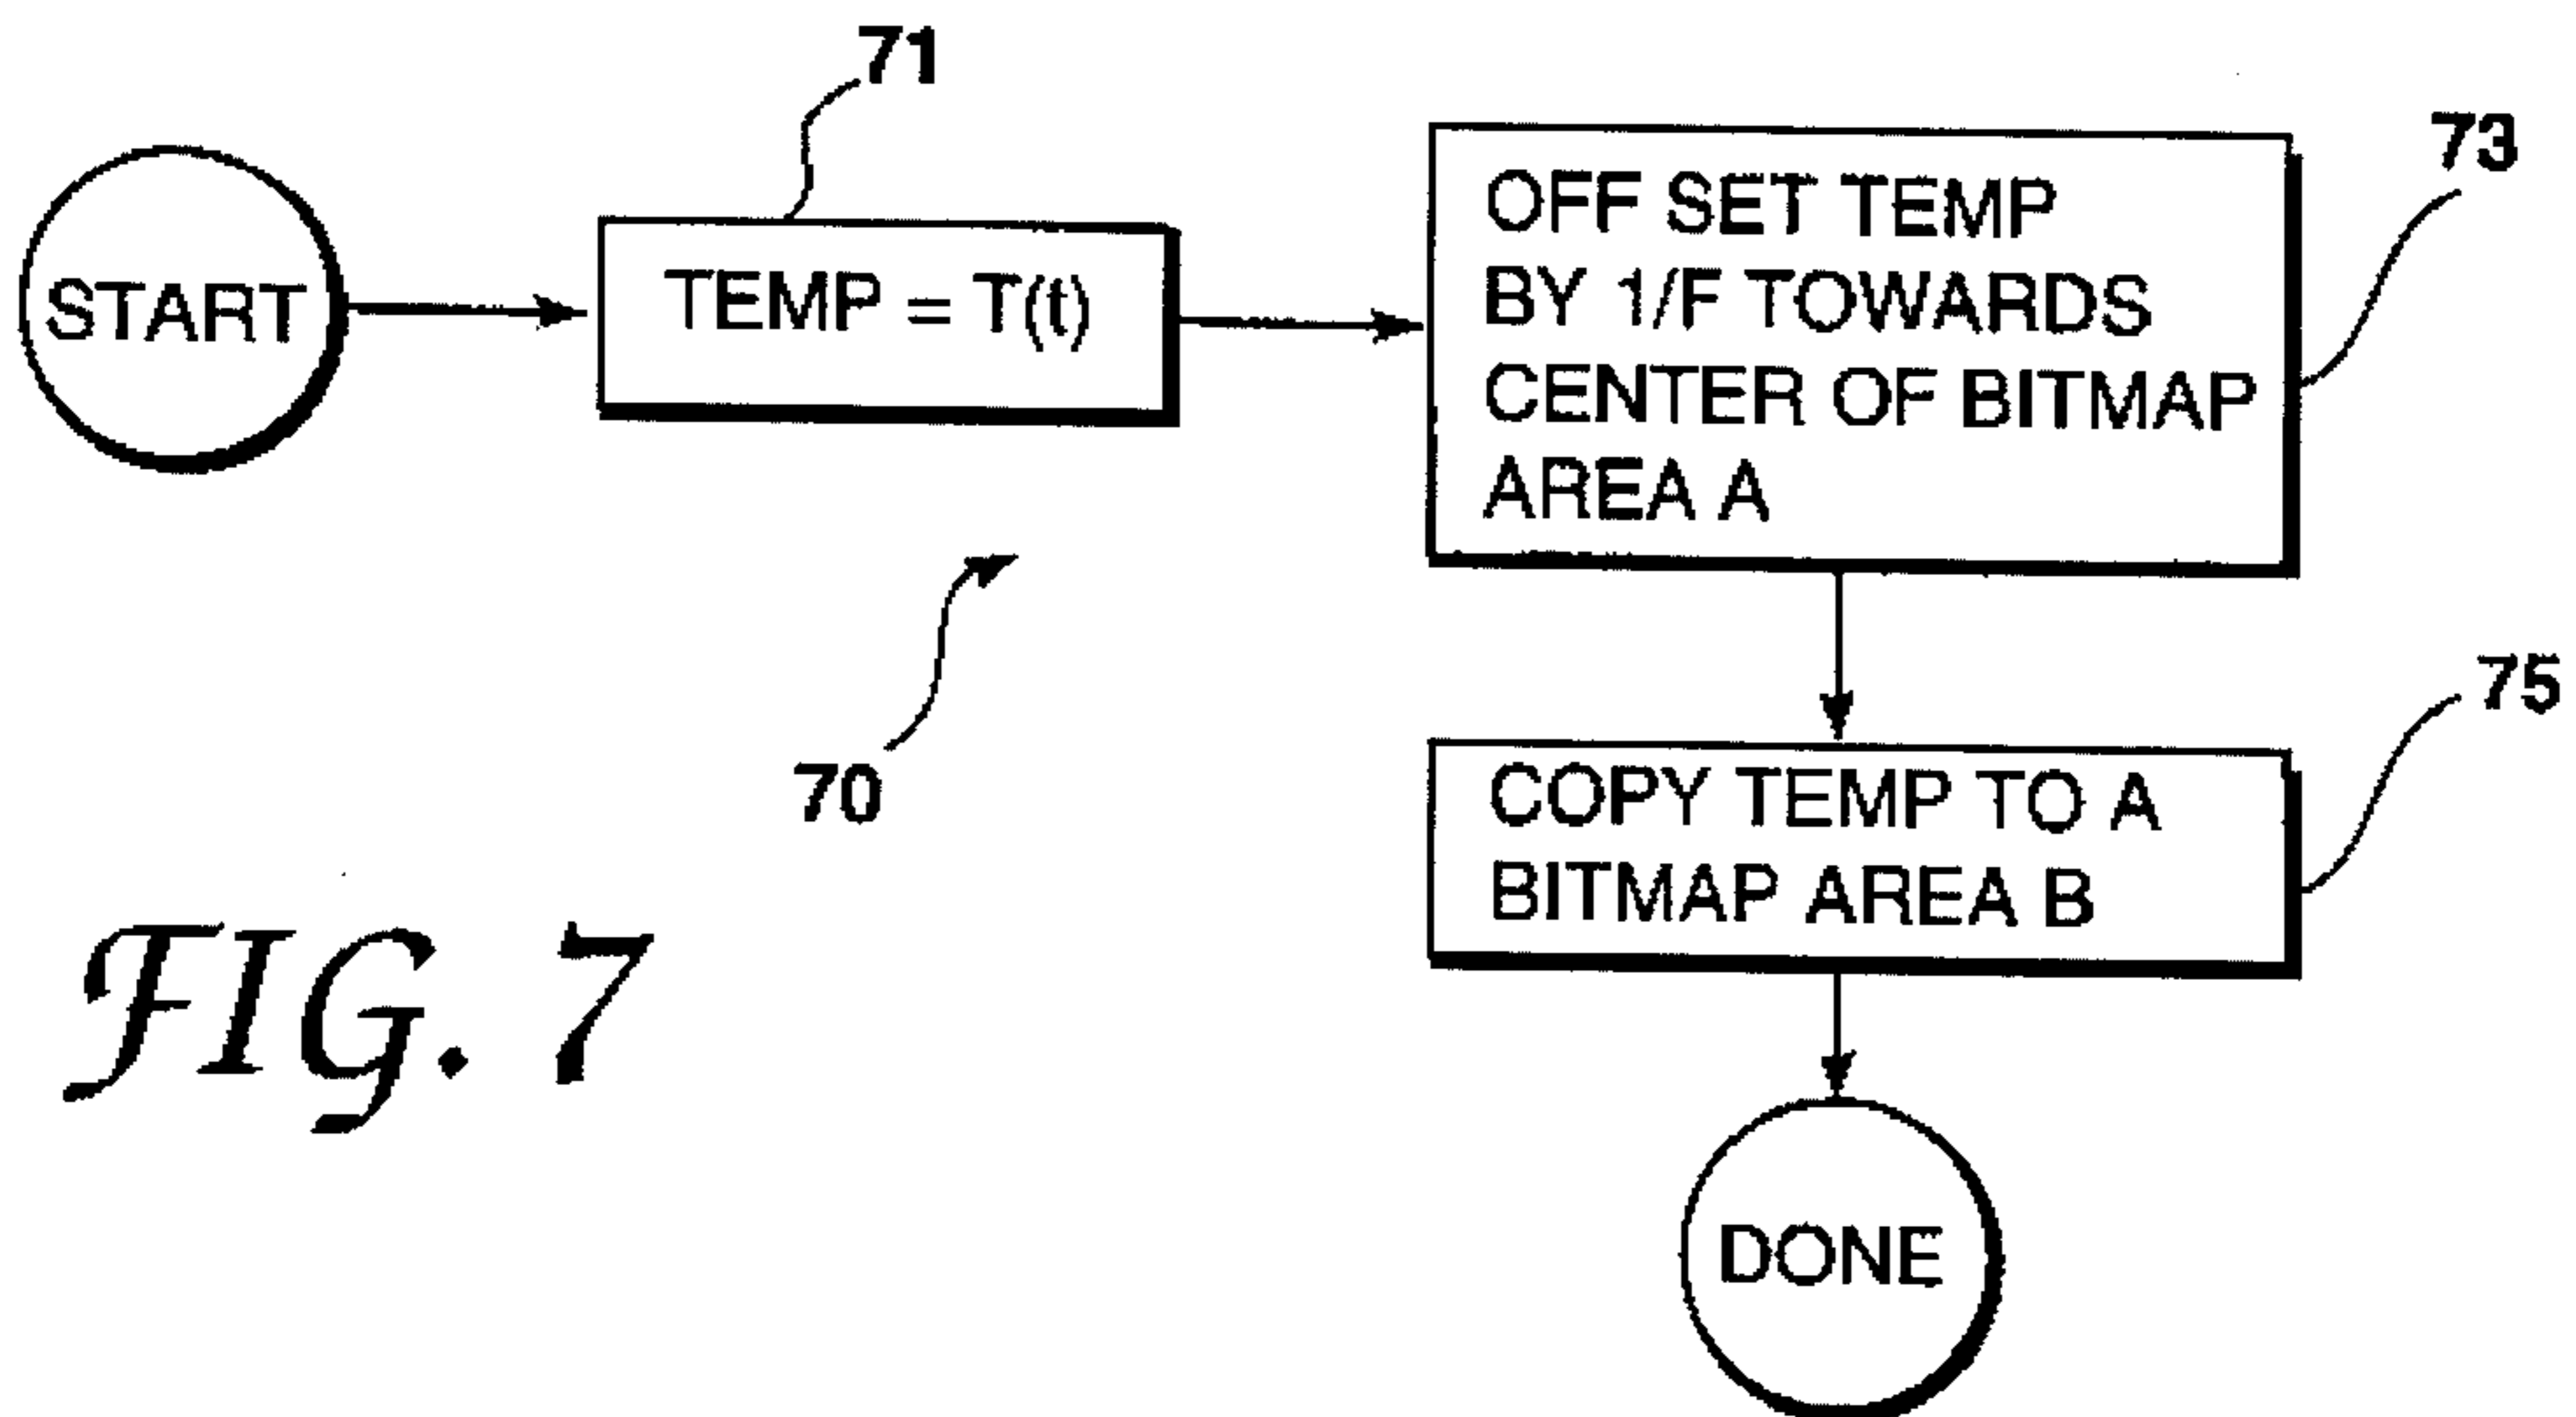 71
START
TEMP = T(t)
73
OFF SET TEMP
BY 1/F TOWARDS
CENTER OF BITMAP
AREA A
70
75
COPY TEMP TO A
BITMAP AREA B
DONE
FIG. 7